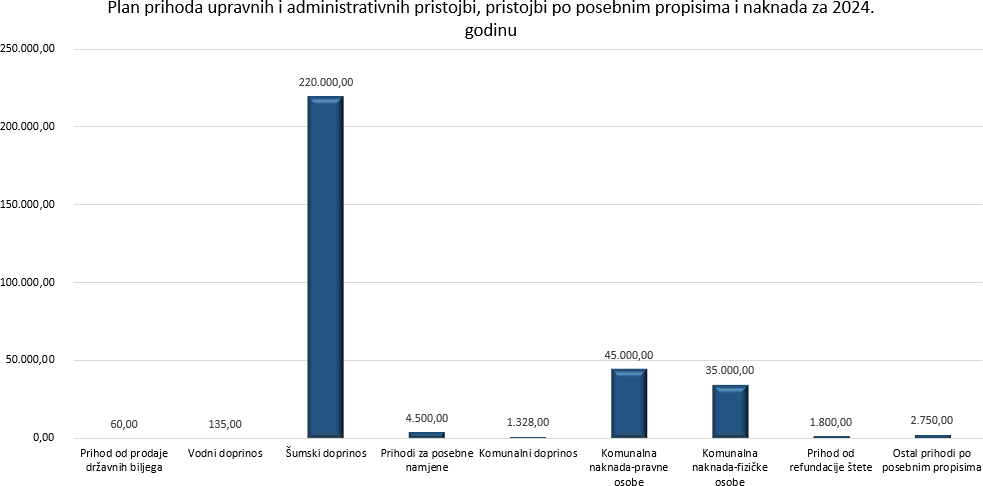 Plan prihoda upravnih i administrativnih pristojbi, pristojbi po posebnim propisima i naknada za 2024.
godinu
250.000,00
200.000,00
150.000,00
100.000,00
50.000,00
0,00
60,00
135,00
220.000,00
4.500,00
1.328,00
45.000,00
35.000,00
1.800,00
2.750,00
Prihod od prodaje
državnih biljega
Vodni doprinos
Šumski doprinos
Prihodi za posebne
namjene
Komunalni doprinos
Komunalna
naknada-pravne
osobe
Komunalna
naknada-fizičke
osobe
Prihod od
refundacije štete
Ostal prihodi po
posebnim propisima